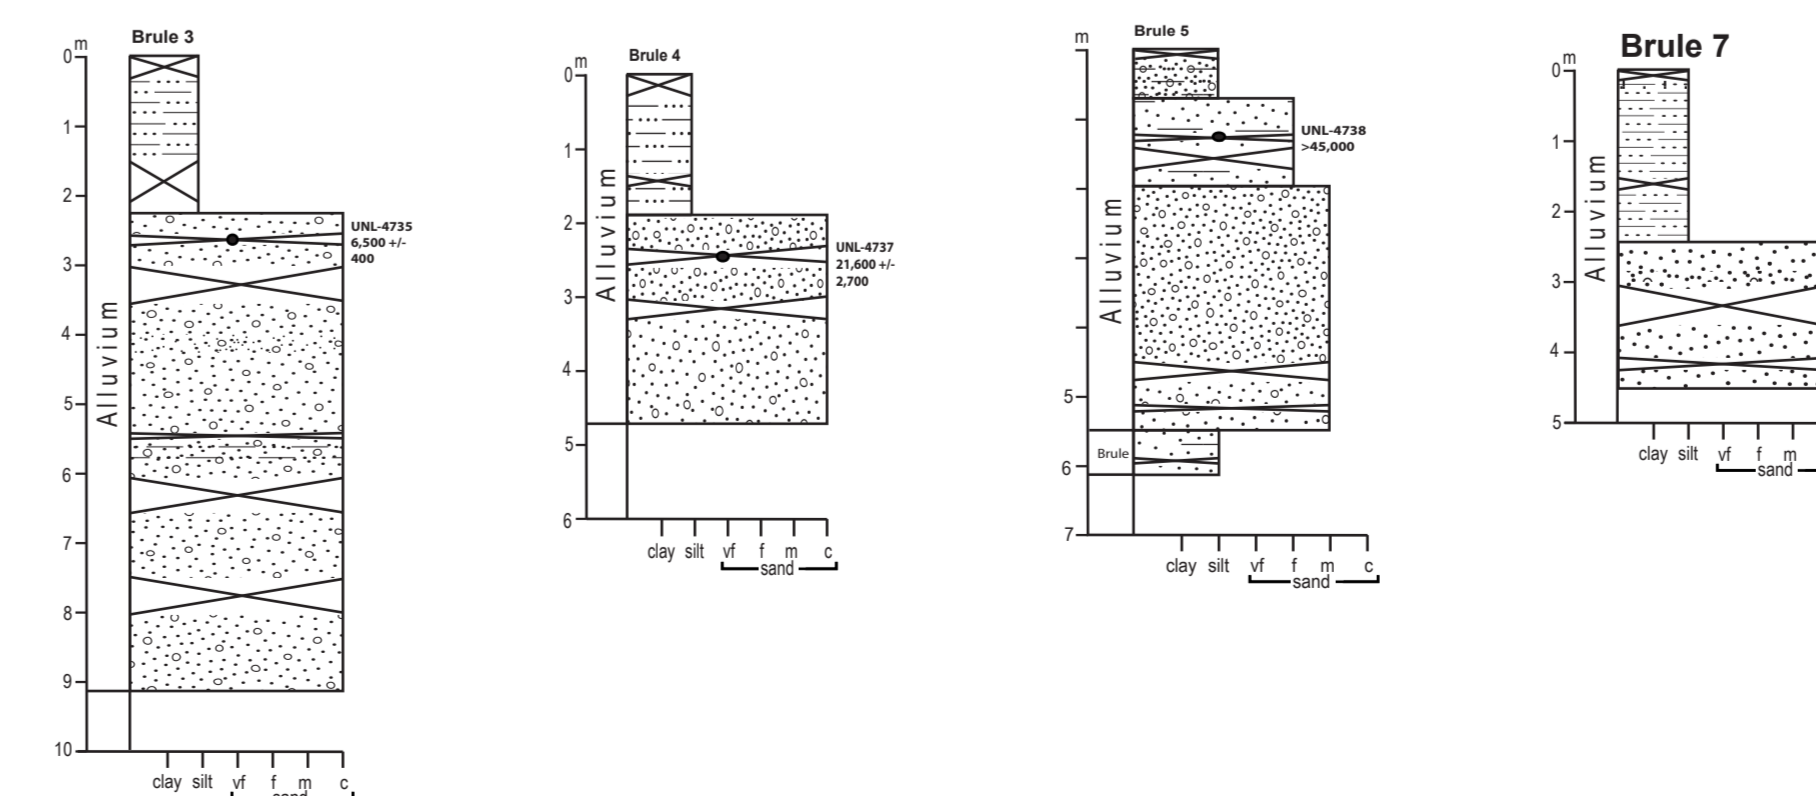 Brule 3
m
0
1
2
3
4
5
6
7
8
9
10
Alluvium
UNL-4735
6,500 +/-
400
clay silt vf f m c
sand
Brule 4
m
0
1
2
3
4
5
6
Alluvium
UNL-4737
21,600 +/-
2,700
clay silt vf f m c
sand
Brule 5
m
5
6
7
Alluvium
Brule
UNL-4738
>45,000
clay silt vf f m c
sand
Brule 7
m
0
1
2
3
4
5
Alluvium
clay silt vf f m
sand